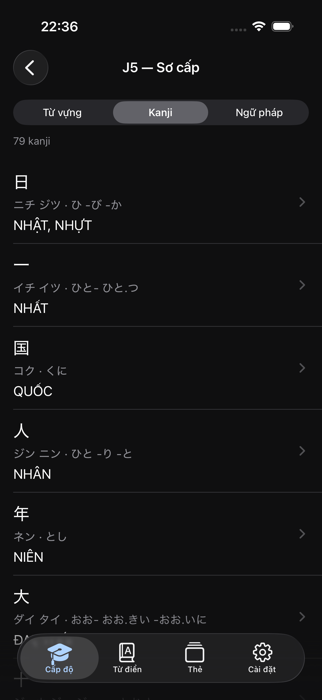 22:36
J5 — Sơ cấp
Từ vựng
Kanji
Ngữ pháp
79 kanji
日
ニチ ジツ · ひ -び -か
NHẬT, NHỰT
一
イチ イツ · ひと- ひと.つ
NHẤT
国
コク · くに
QUỐC
人
ジン ニン · ひと -り -と
NHÂN
年
ネン · とし
NIÊN
大
ダイ タイ · おお- おお.きい -おお.いに
Cấp độ
Từ điển
Thẻ
Cài đặt